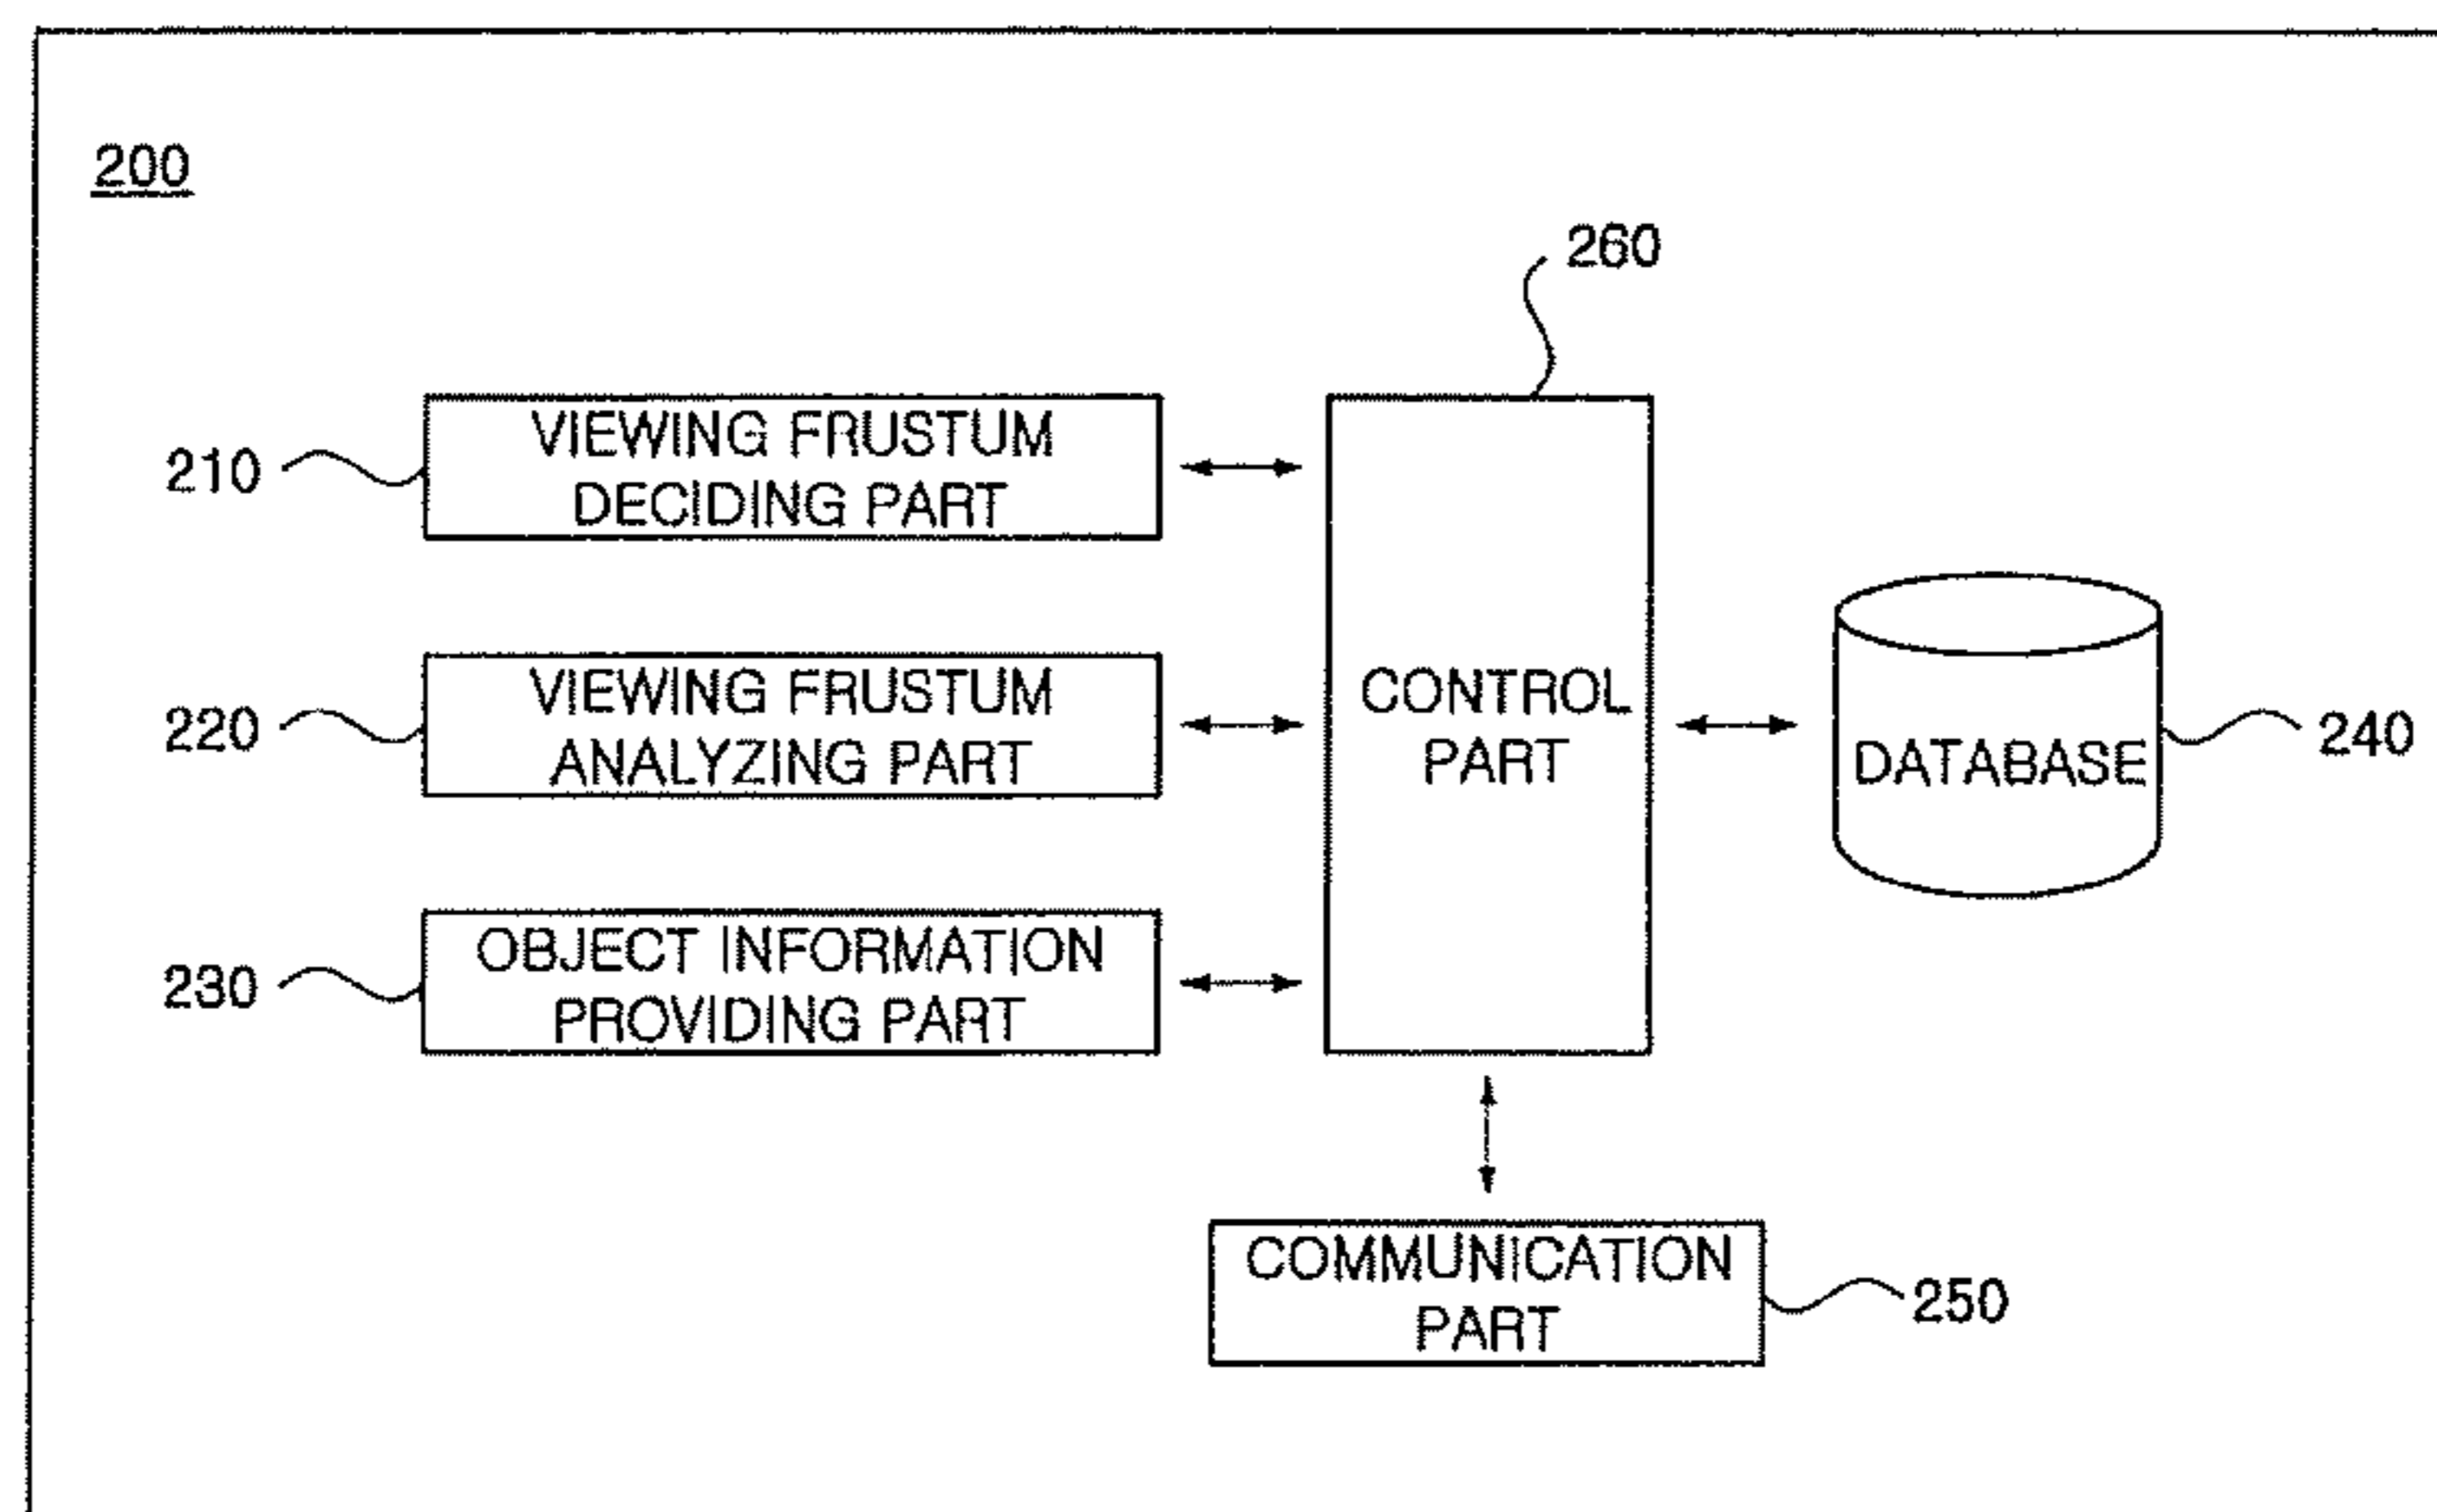 200
260
210
VIEWING FRUSTUM
DECIDING PART
220
VIEWING FRUSTUM
ANALYZING PART
CONTROL
PART
DATABASE
240
230
OBJECT INFORMATION
PROVIDING PART
COMMUNICATION
PART
250